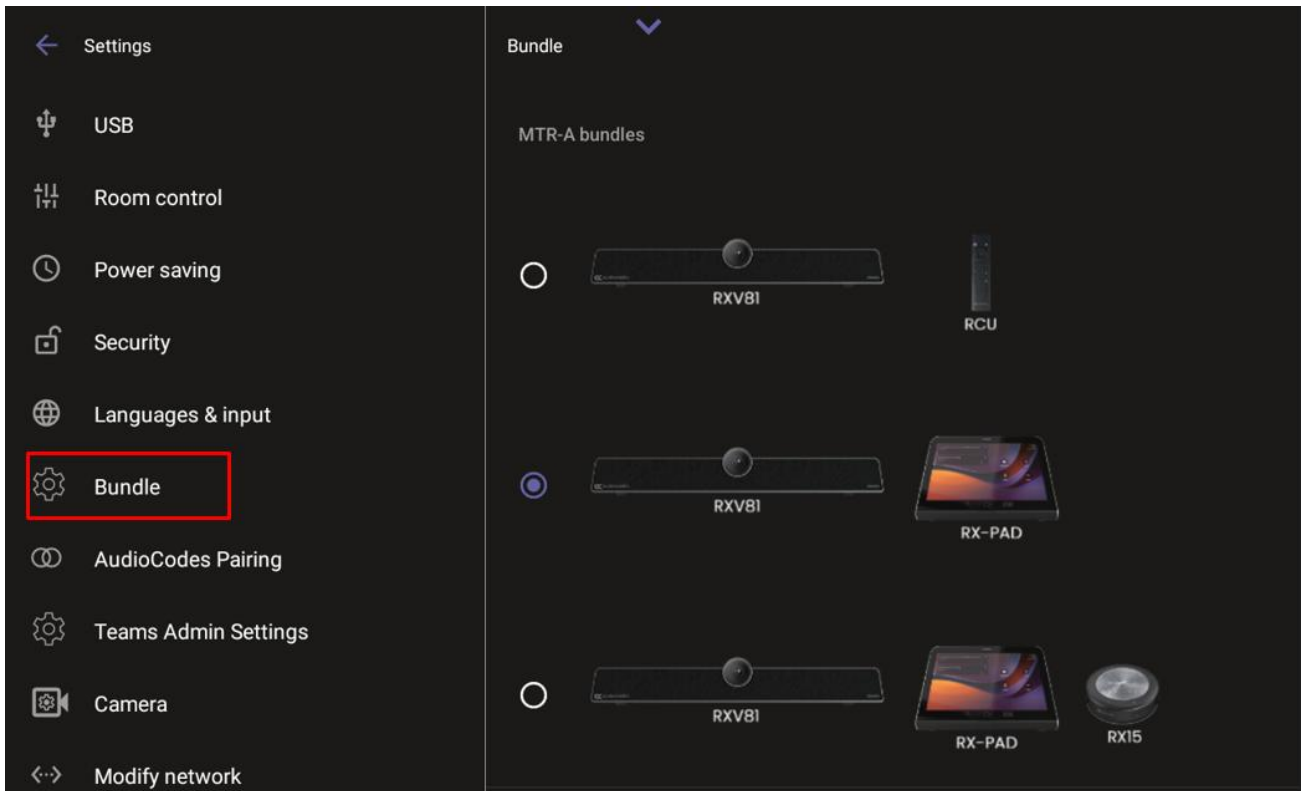 Settings
USB
Room control
Power saving
Security
Languages & input
Bundle
AudioCodes Pairing
Teams Admin Settings
Camera
Modify network
Bundle
MTR-A bundles
RXV81
RCU
RXV81
RX-PAD
RXV81
RX-PAD
RX15